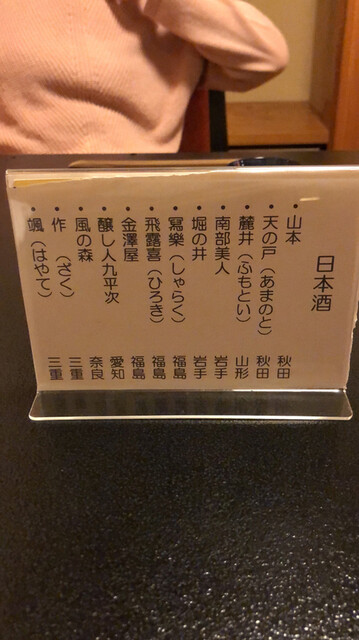 日本酒
・山本 秋田
・天の戸（あまのと） 秋田
・麓井（ふもとい） 山形
・南部美人 岩手
・堀の井 岩手
・冩樂（しゃらく） 福島
・飛露喜（ひろき） 福島
・金澤屋 福島
・醸し人九平次 愛知
・風の森 奈良
・作（ざく） 三重
・颯（はやて） 三重